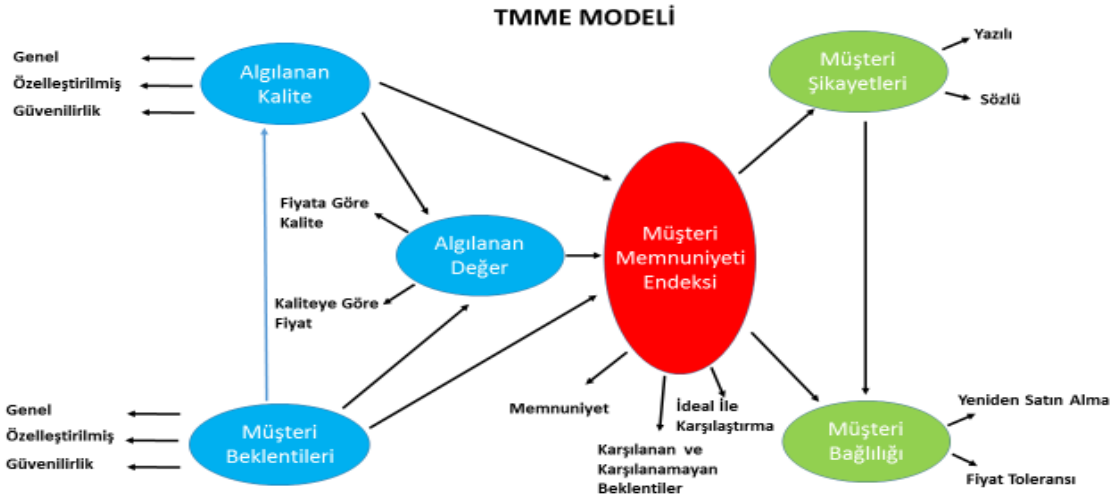 TMME MODELİ
Genel
Özelleştirilmiş
Güvenilirlik
Algılanan
Kalite
Müşteri
Şikayetleri
Yazılı
Sözlü
Fiyata Göre
Kalite
Algılanan
Değer
Kaliteye Göre
Fiyat
Müşteri
Memnuniyeti
Endeksi
Genel
Özelleştirilmiş
Güvenilirlik
Müşteri
Beklentileri
Memnuniyet
Karşılanan ve
Karşılanamayan
Beklentiler
İdeal İle
Karşılaştırma
Müşteri
Bağlılığı
Yeniden Satın Alma
Fiyat Toleransı